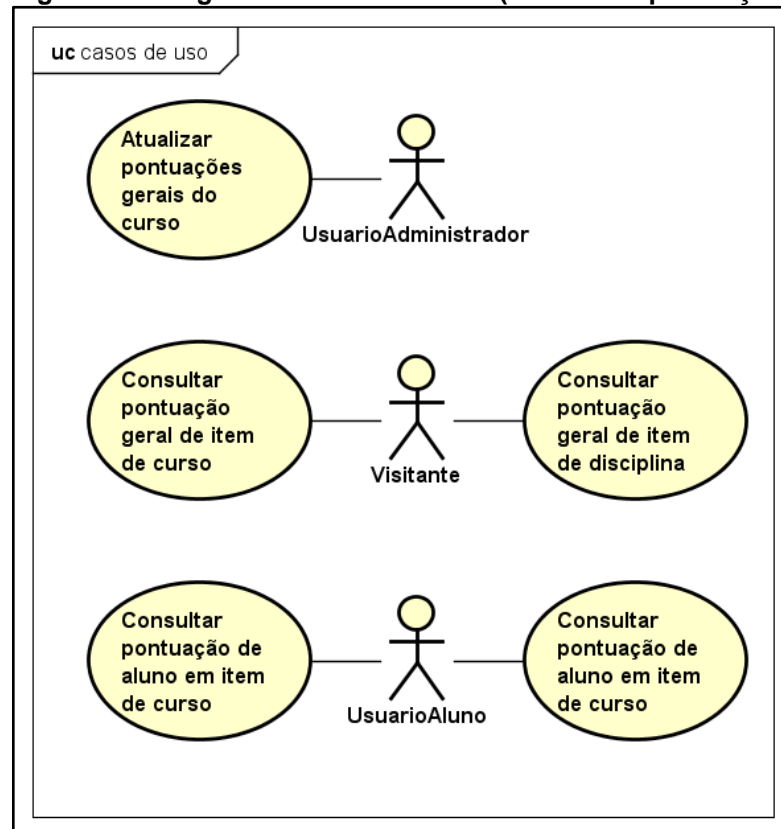 uc casos de uso
Atualizar
pontuações
gerais do
curso
UsuarioAdministrador
Consultar
pontuação
geral de item
de curso
Visitante
Consultar
pontuação
geral de item
de disciplina
Consultar
pontuação de
aluno em item
de curso
UsuarioAluno
Consultar
pontuação de
aluno em item
de curso